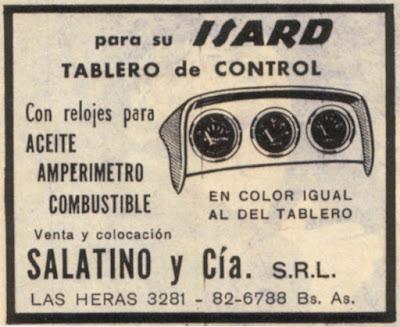 para su ISARD
TABLERO de CONTROL
Con relojes para
ACEITE
AMPERIMETRO
COMBUSTIBLE
EN COLOR IGUAL
AL DEL TABLERO
Venta y colocación
SALATINO y Cía. S.R.L.
LAS HERAS 3281 - 82-6788 Bs. As.